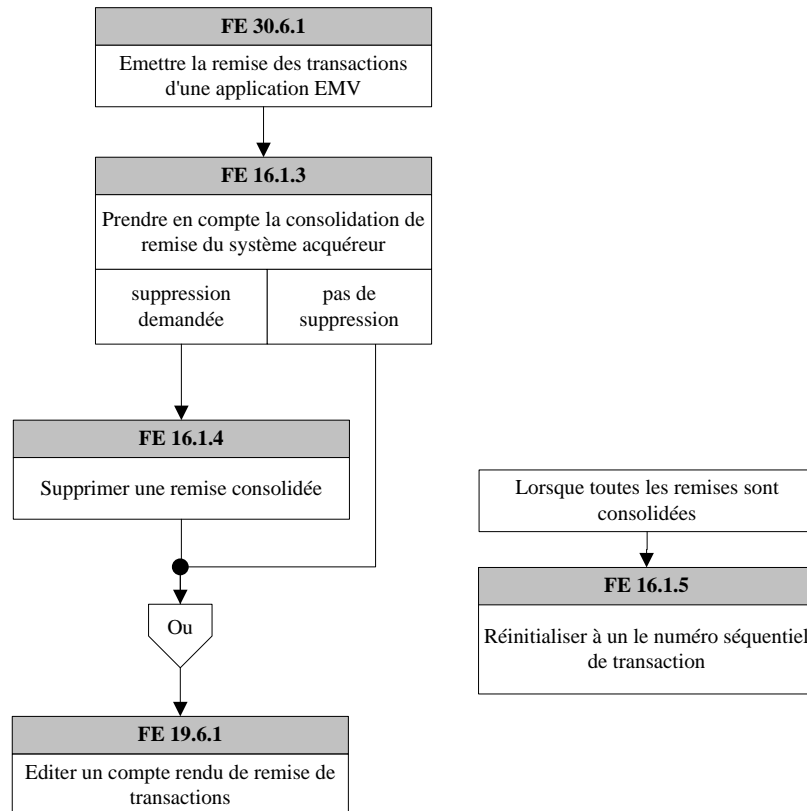 FE 30.6.1
Emettre la remise des transactions
d'une application EMV
FE 16.1.3
Prendre en compte la consolidation de
remise du système acquéreur
suppression
demandée
pas de
suppression
FE 16.1.4
Supprimer une remise consolidée
Lorsque toutes les remises sont
consolidées
FE 16.1.5
Réinitialiser à un le numéro séquentiel
de transaction
Ou
FE 19.6.1
Editer un compte rendu de remise de
transactions